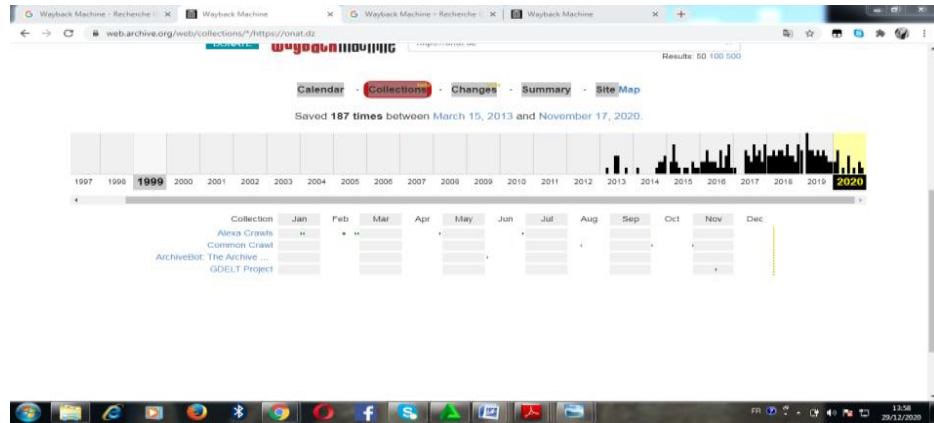 Wayback Machine - Recherche G
Wayback Machine
Wayback Machine - Recherche G
Wayback Machine
web.archive.org/web/collections/*/https://onat.dz
DONATE
Results: 50 100 500
Calendar - Collections - Changes - Summary - Site Map
Saved 187 times between March 15, 2013 and November 17, 2020.
1997 1998 1999 2000 2001 2002 2003 2004 2005 2006 2007 2008 2009 2010 2011 2012 2013 2014 2015 2016 2017 2018 2019 2020
Collection Jan Feb Mar Apr May Jun Jul Aug Sep Oct Nov Dec
Alexa Crawls
Common Crawl
ArchiveBot: The Archive ...
GDELT Project
FR
13:58
29/12/2020